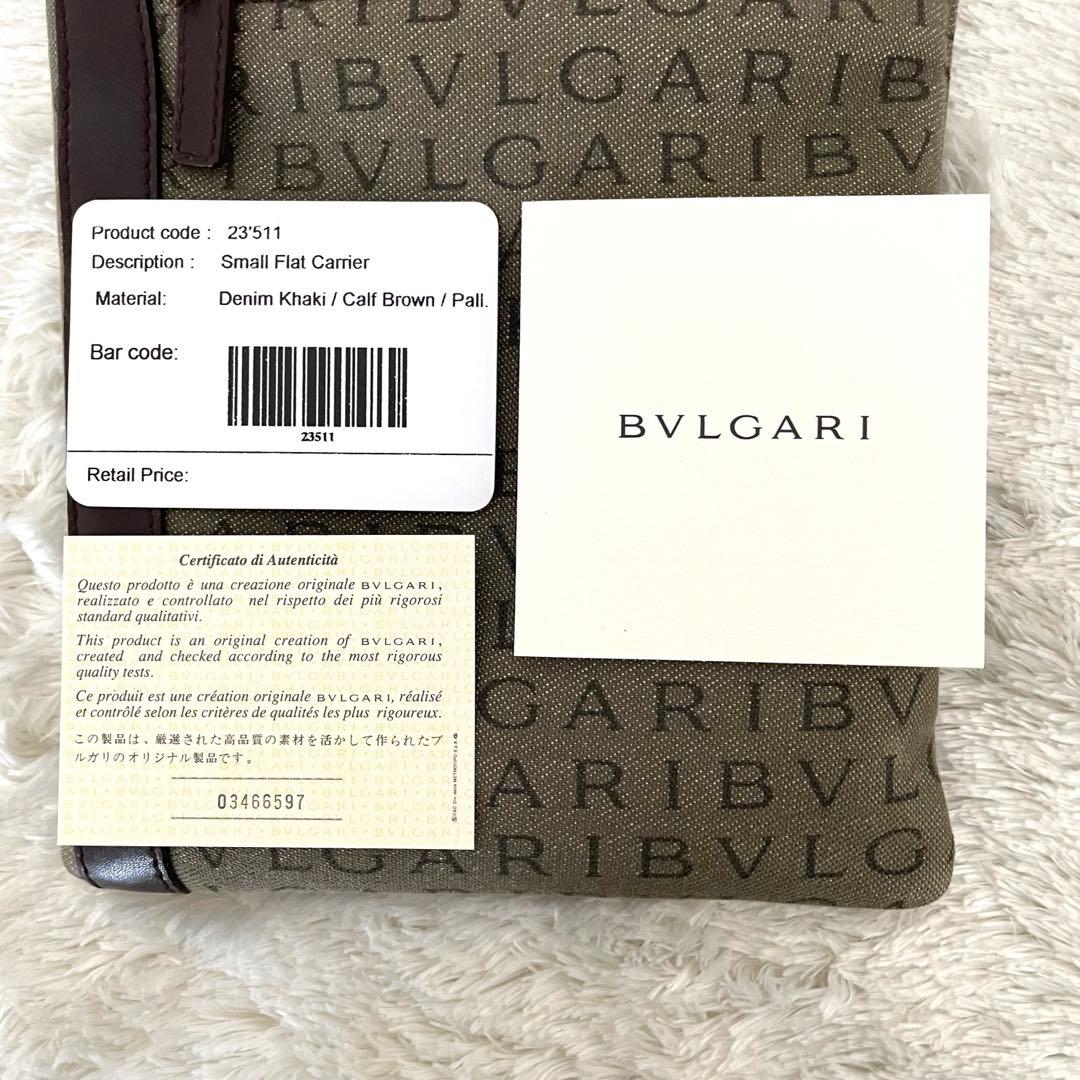 BVLGARI
RIBVLGARIB
RIBVLGARIBV
Product code : 23'511
Description : Small Flat Carrier
Material: Denim Khaki / Calf Brown / Pall.
Bar code:
23511
Retail Price:
BVLGARI
Certificato di Autenticità
Questo prodotto è una creazione originale BVLGARI,
realizzato e controllato nel rispetto dei più rigorosi
standard qualitativi.
This product is an original creation of BVLGARI,
created and checked according to the most rigorous
quality tests.
Ce produit est une création originale BVLGARI, réalisé
et contrôlé selon les critères de qualités les plus rigoureux.
この製品は、厳選された高品質の素材を活かして作られたブ
ルガリのオリジナル製品です。
03466597
GARIBV
ARIBVL
VLGARIBVLG